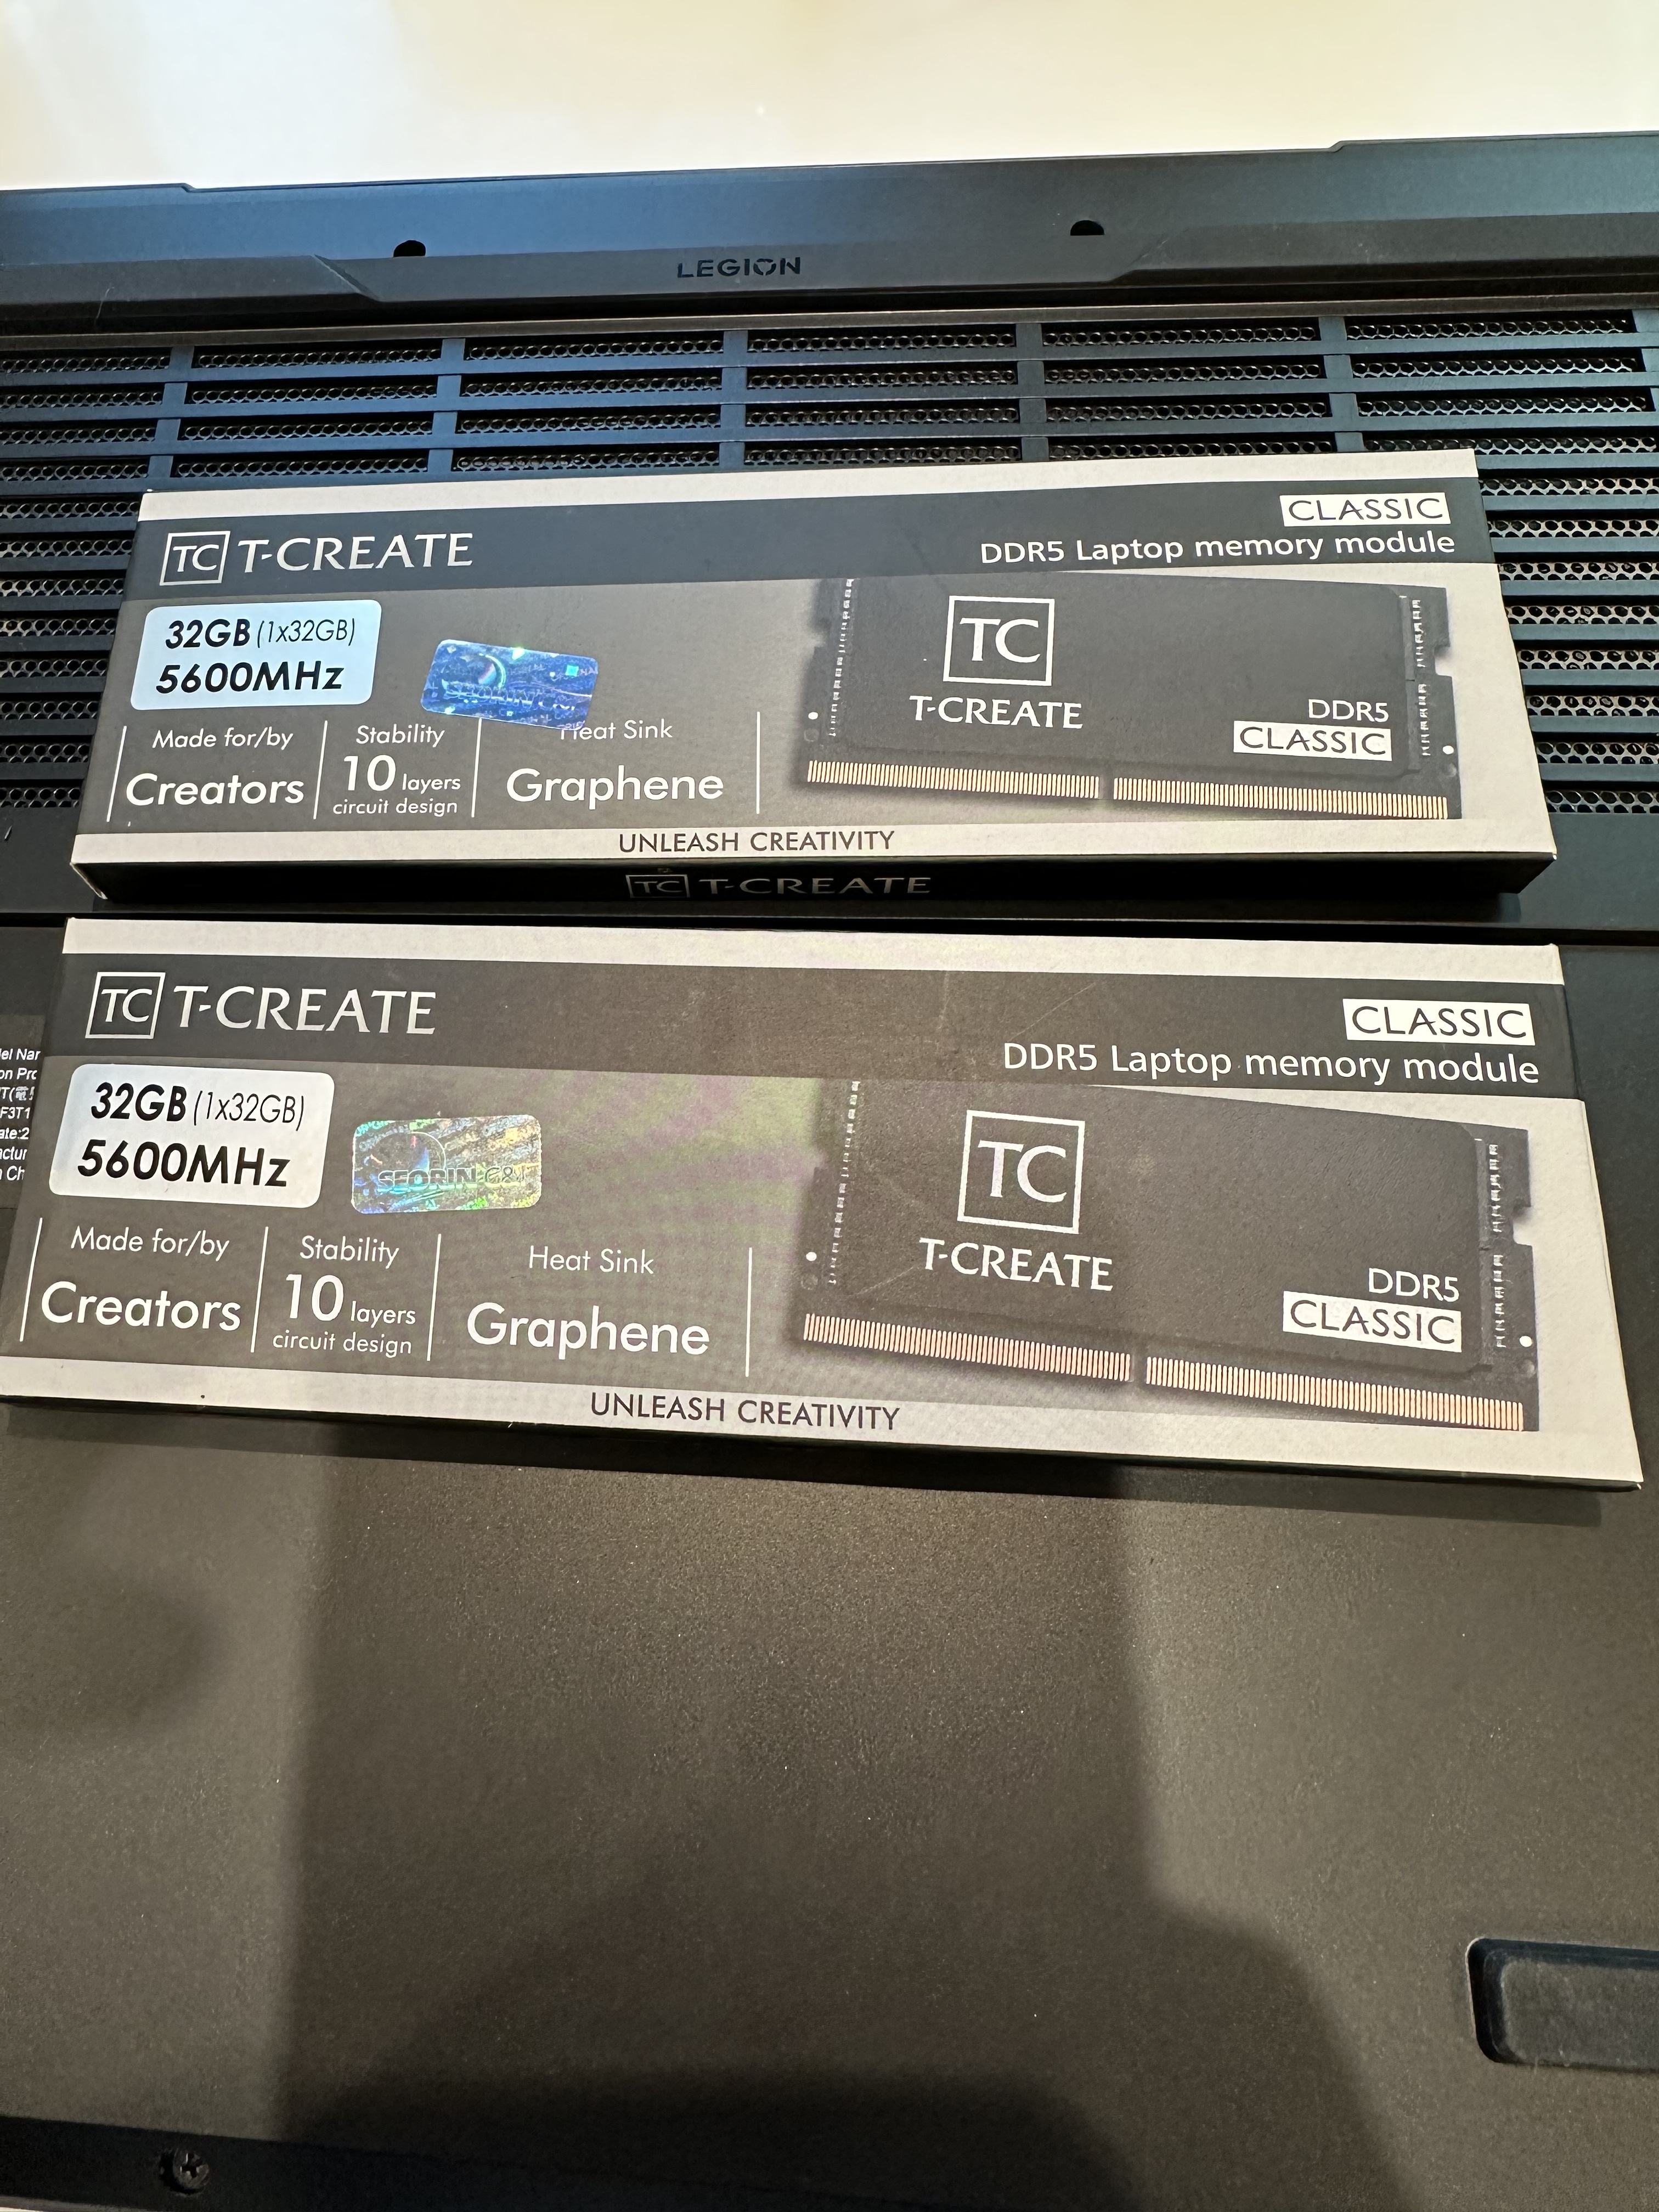 LEGION
TC T-CREATE
CLASSIC
DDR5 Laptop memory module
32GB (1x32GB)
5600MHz
TC
T-CREATE
DDR5
CLASSIC
Made for/by
Creators
Stability
10 layers
circuit design
Heat Sink
Graphene
UNLEASH CREATIVITY
TC T-CREATE
TC T-CREATE
CLASSIC
DDR5 Laptop memory module
32GB (1x32GB)
5600MHz
SEORIN C&I
TC
T-CREATE
DDR5
CLASSIC
Made for/by
Creators
Stability
10 layers
circuit design
Heat Sink
Graphene
UNLEASH CREATIVITY